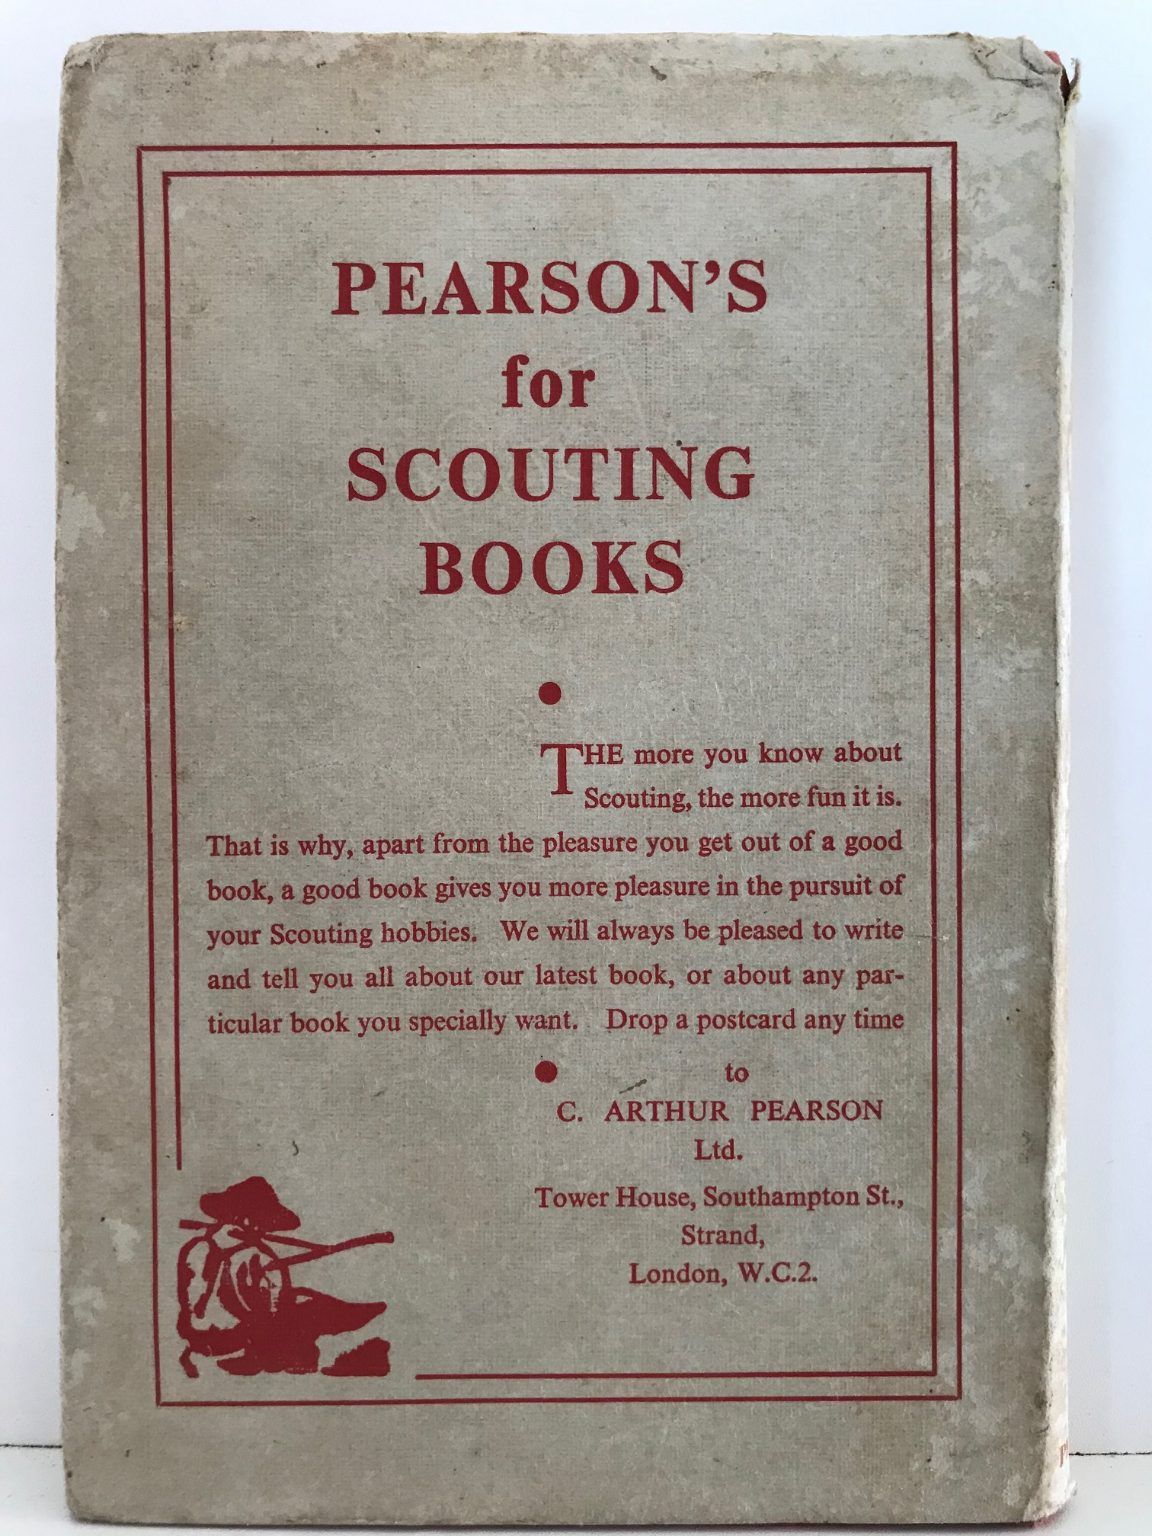 PEARSON’S
for
SCOUTING
BOOKS
THE more you know about
Scouting, the more fun it is.
That is why, apart from the pleasure you get out of a good
book, a good book gives you more pleasure in the pursuit of
your Scouting hobbies. We will always be pleased to write
and tell you all about our latest book, or about any par-
ticular book you specially want. Drop a postcard any time
to
C. ARTHUR PEARSON
Ltd.
Tower House, Southampton St.,
Strand,
London, W.C.2.